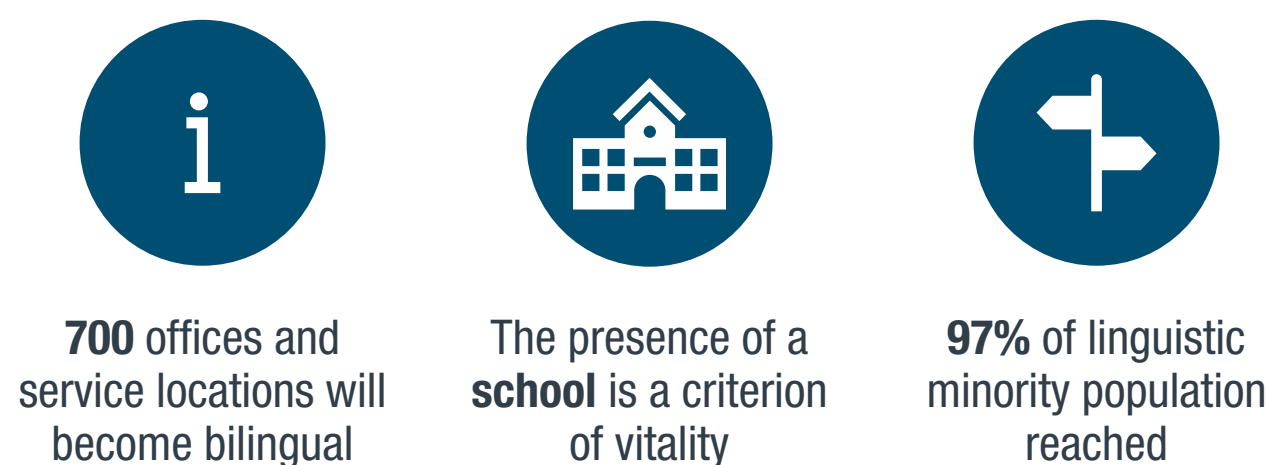 700 offices and
service locations will
become bilingual
The presence of a
school is a criterion
of vitality
97% of linguistic
minority population
reached